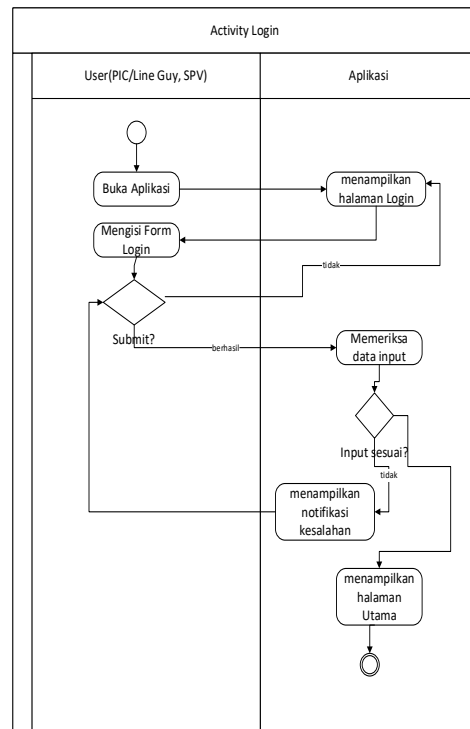 Activity Login
User(PIC/Line Guy, SPV)
Aplikasi
Buka Aplikasi
menampilkan
halaman Login
Mengisi Form
Login
tidak
Submit?
berhasil
Memeriksa
data input
Input sesuai?
tidak
menampilkan
notifikasi
kesalahan
menampilkan
halaman
Utama